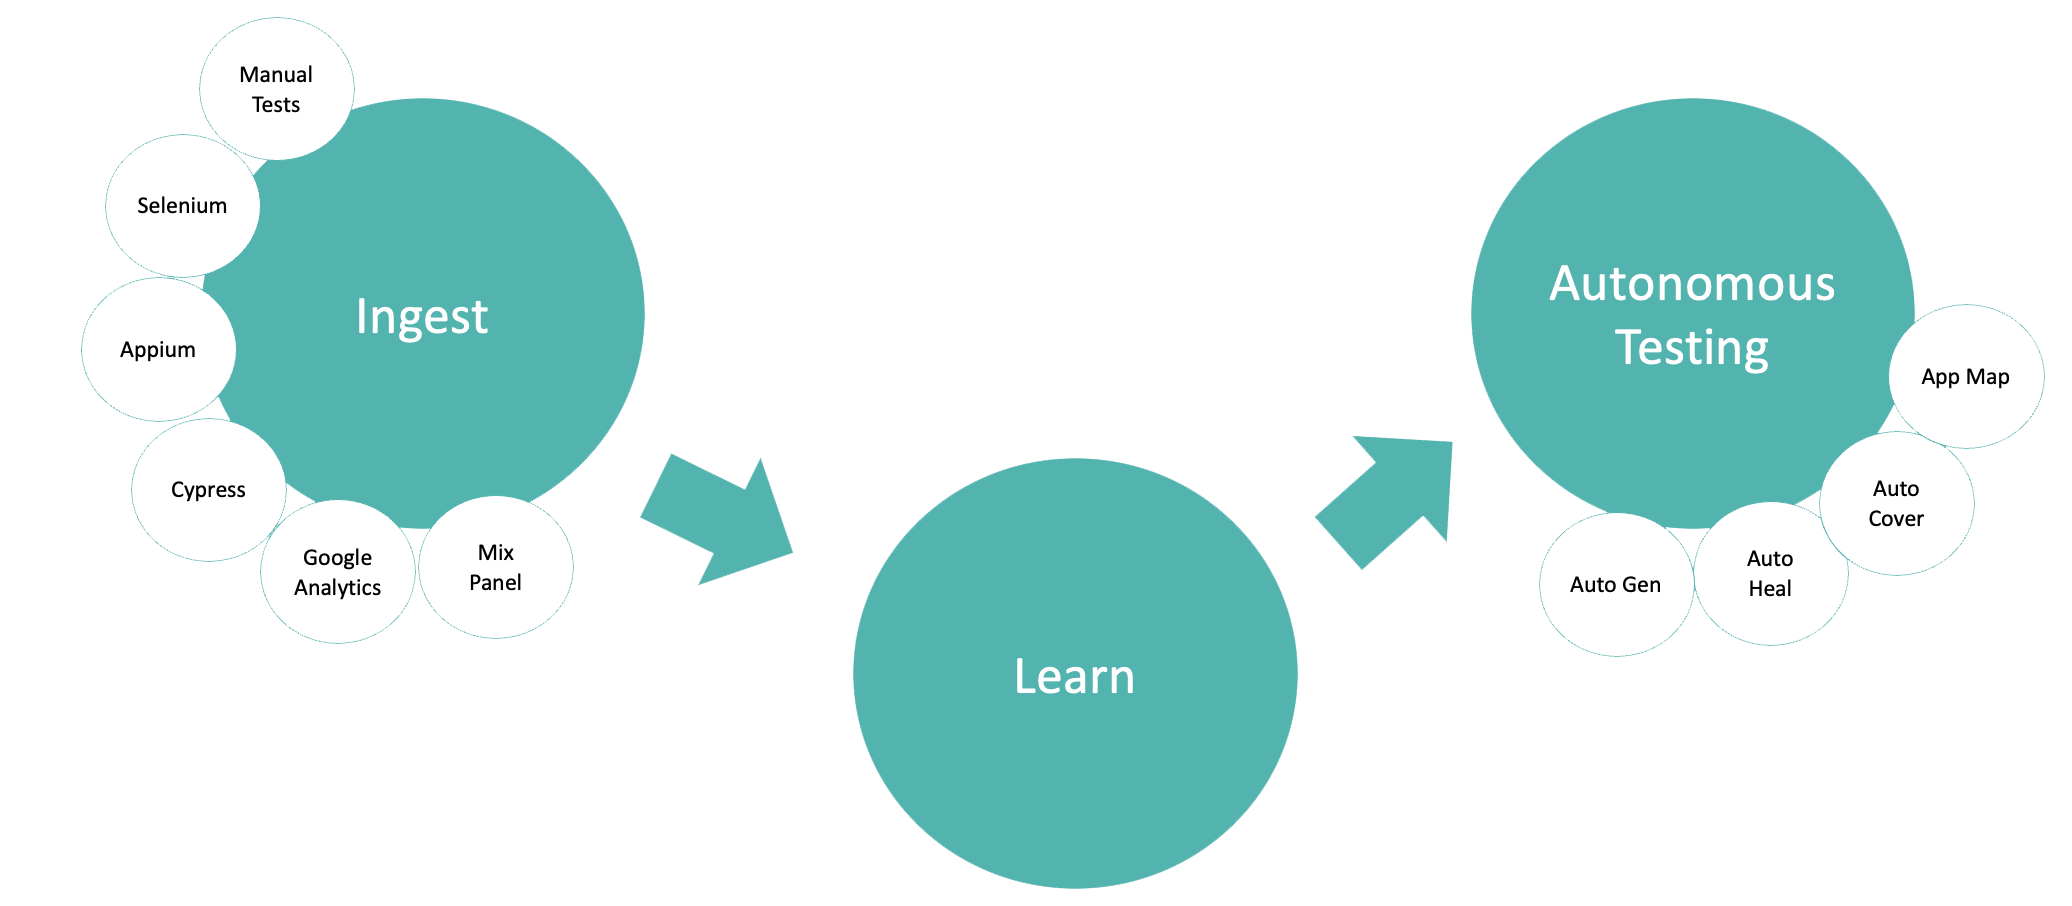 Manual
Tests
Selenium
Appium
Cypress
Google
Analytics
Mix
Panel
Ingest
Learn
Autonomous
Testing
App Map
Auto
Cover
Auto
Heal
Auto Gen